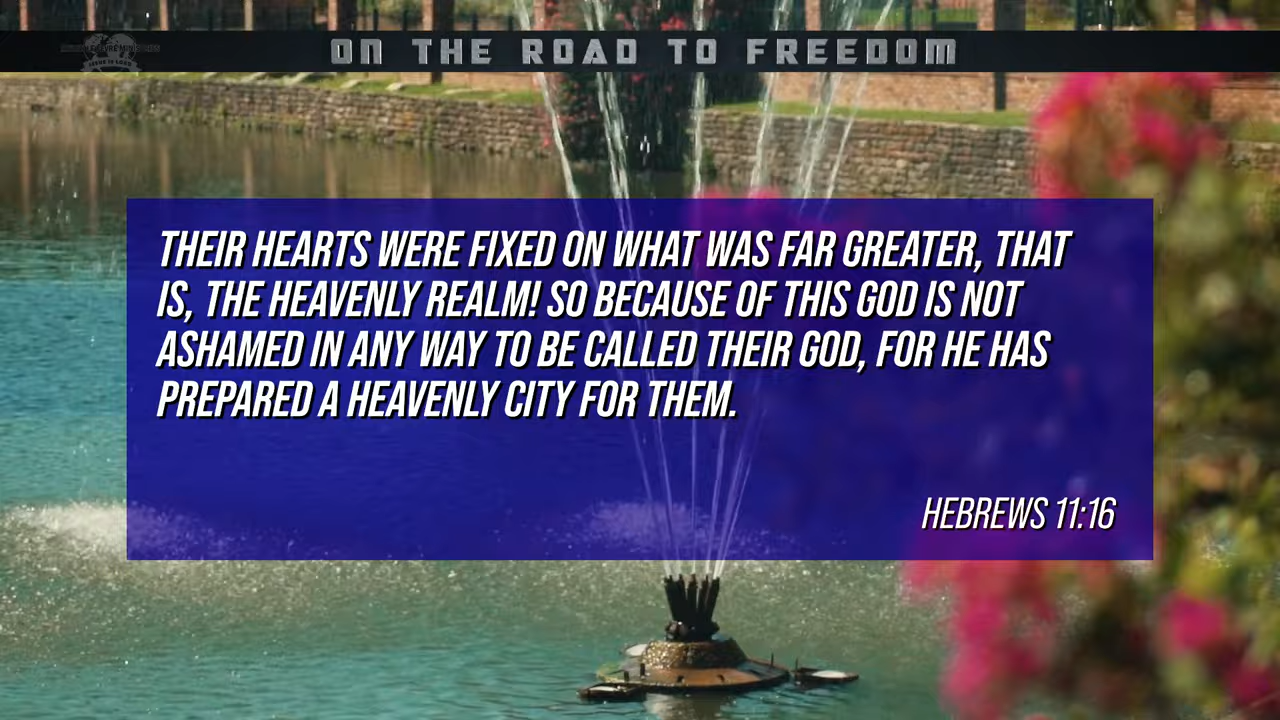 ON THE ROAD TO FREEDOM
THEIR HEARTS WERE FIXED ON WHAT WAS FAR GREATER, THAT
IS, THE HEAVENLY REALM! SO BECAUSE OF THIS GOD IS NOT
ASHAMED IN ANY WAY TO BE CALLED THEIR GOD, FOR HE HAS
PREPARED A HEAVENLY CITY FOR THEM.
HEBREWS 11:16